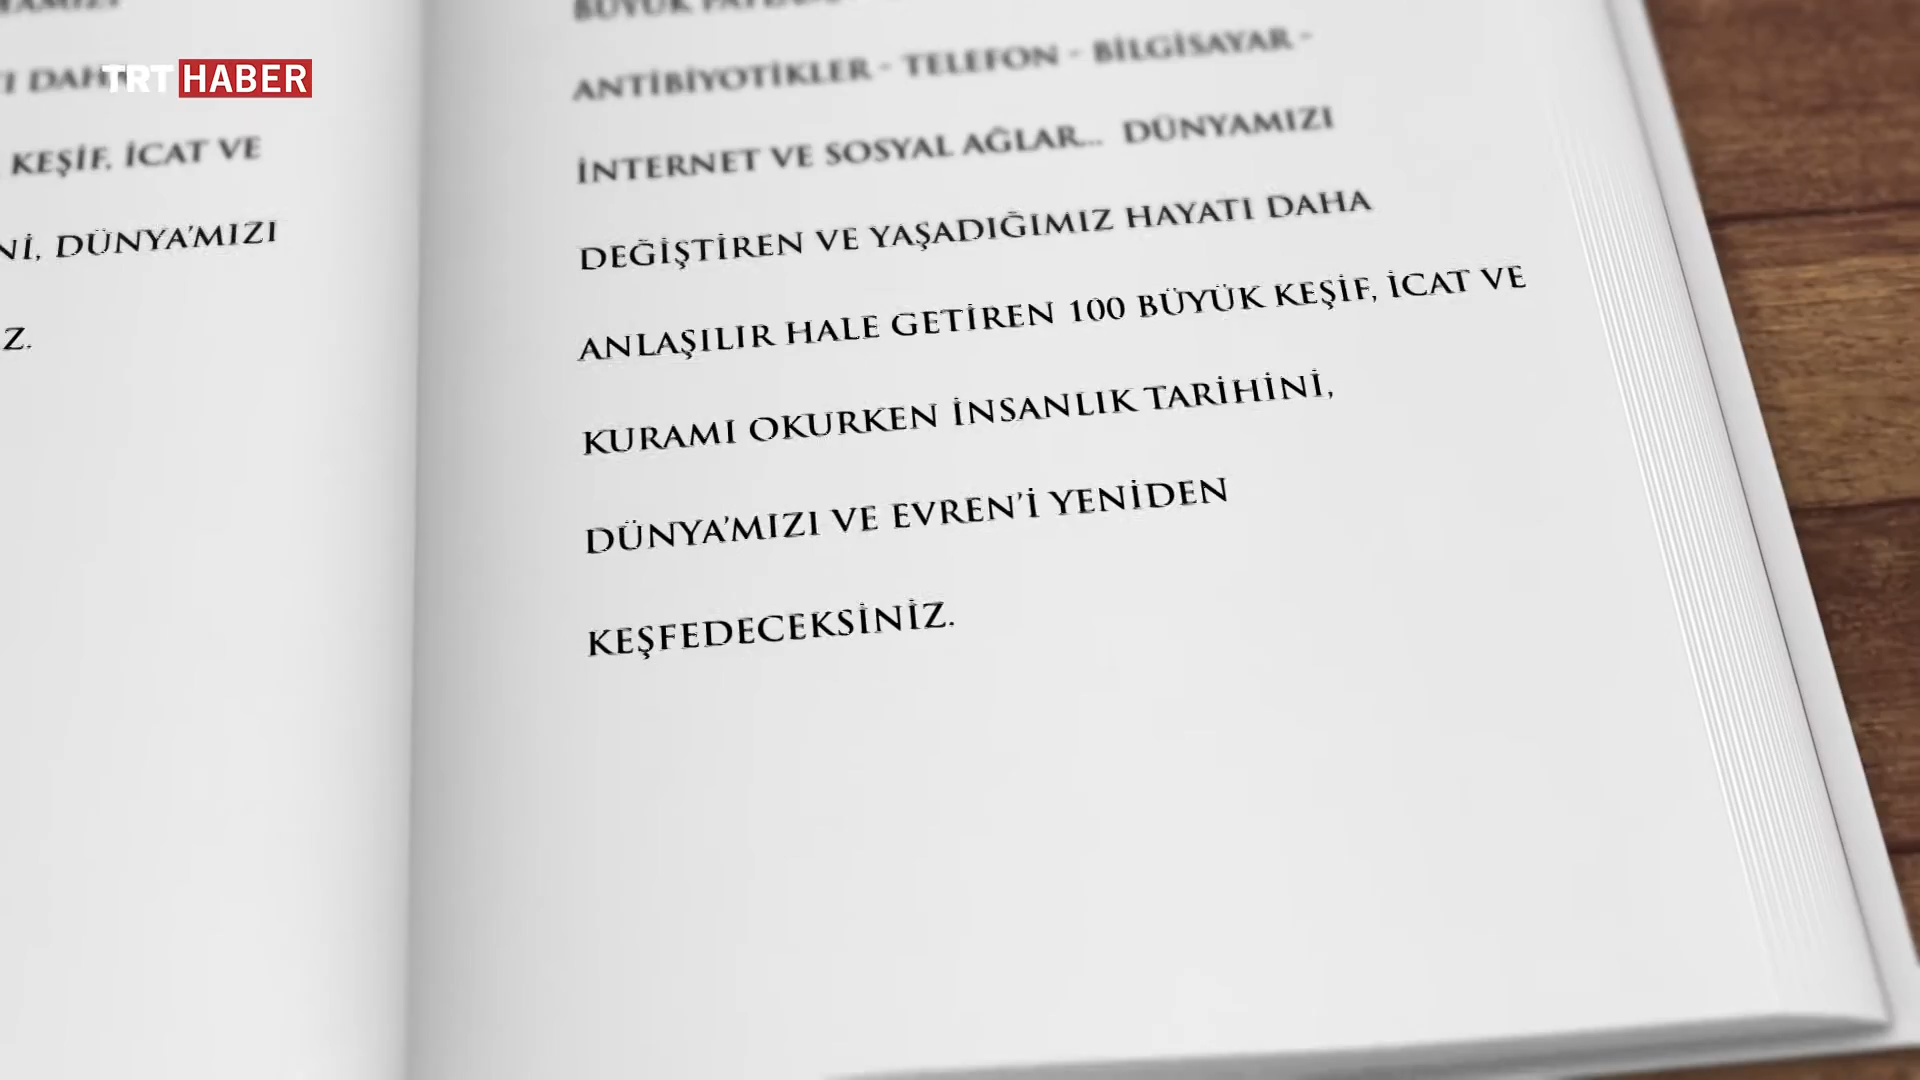 TRT HABER
KEŞİF, İCAT VE
Nİ, DÜNYA'MIZI
Z.
ANTİBİYOTİKLER - TELEFON - BİLGİSAYAR -
İNTERNET VE SOSYAL AĞLAR... DÜNYAMIZI
DEĞİŞTİREN VE YAŞADIĞIMIZ HAYATI DAHA
ANLAŞILIR HALE GETİREN 100 BÜYÜK KEŞİF, İCAT VE
KURAMI OKURKEN İNSANLIK TARİHİNİ,
DÜNYA'MIZI VE EVREN'İ YENİDEN
KEŞFEDECEKSİNİZ.